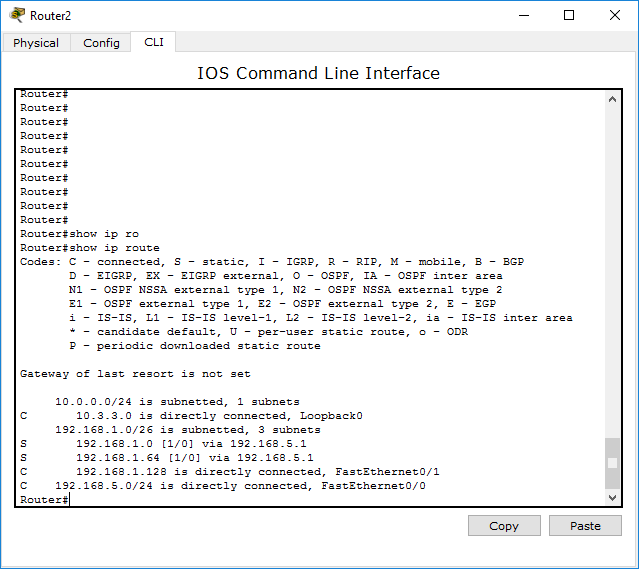 Router2
Physical Config CLI
IOS Command Line Interface
Router#
Router#
Router#
Router#
Router#
Router#
Router#
Router#
Router#
Router#
Router#show ip ro
Router#show ip route
Codes: C - connected, S - static, I - IGRP, R - RIP, M - mobile, B - BGP
       D - EIGRP, EX - EIGRP external, O - OSPF, IA - OSPF inter area
       N1 - OSPF NSSA external type 1, N2 - OSPF NSSA external type 2
       E1 - OSPF external type 1, E2 - OSPF external type 2, E - EGP
       i - IS-IS, L1 - IS-IS level-1, L2 - IS-IS level-2, ia - IS-IS inter area
       * - candidate default, U - per-user static route, o - ODR
       P - periodic downloaded static route
Gateway of last resort is not set
     10.0.0.0/24 is subnetted, 1 subnets
C       10.3.3.0 is directly connected, Loopback0
     192.168.1.0/26 is subnetted, 3 subnets
S       192.168.1.0 [1/0] via 192.168.5.1
S       192.168.1.64 [1/0] via 192.168.5.1
C       192.168.1.128 is directly connected, FastEthernet0/1
C    192.168.5.0/24 is directly connected, FastEthernet0/0
Router#
Copy Paste